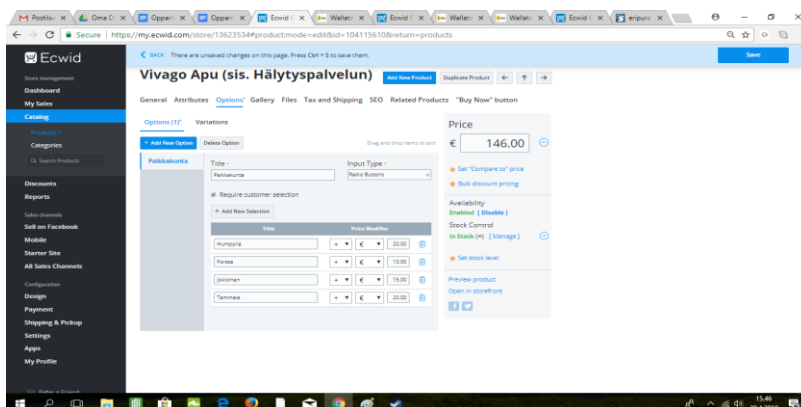 Postila
Oma D
Oppari
Oppari
Ecwid
Wallets
Ecwid
Wallets
Wallets
Ecwid
eripura
Secure | https://my.ecwid.com/store/13623534#product:mode=edit&id=104115610&return=products
Ecwid
BACK There are unsaved changes on this page. Press Ctrl + S to save them.
Save
Store management
Dashboard
My Sales
Catalog
Products
Categories
Search Products
Discounts
Reports
Sales channels
Sell on Facebook
Mobile
Starter Site
All Sales Channels
Configuration
Design
Payment
Shipping & Pickup
Settings
Apps
My Profile
Refer a Friend
Vivago Apu (sis. Hälytyspalvelun)
Add New Product
Duplicate Product
General Attributes Options* Gallery Files Tax and Shipping SEO Related Products "Buy Now" button
Options (1)* Variations
+ Add New Option
Delete Option
Drag and drop items to sort
Paikkakunta
Title
Input Type
Paikkakunta
Radio Buttons
Require customer selection
+ Add New Selection
Title Price Modifier
Humppila + € 20.00
Forssa + € 10.00
Jokioinen + € 15.00
Tammela + € 20.00
Price
€ 146.00
Set "Compare to" price
Bulk discount pricing
Availability
Enabled [ Disable ]
Stock Control
In Stock (∞) [ Manage ]
Set stock level
Preview product
Open in storefront
15.46